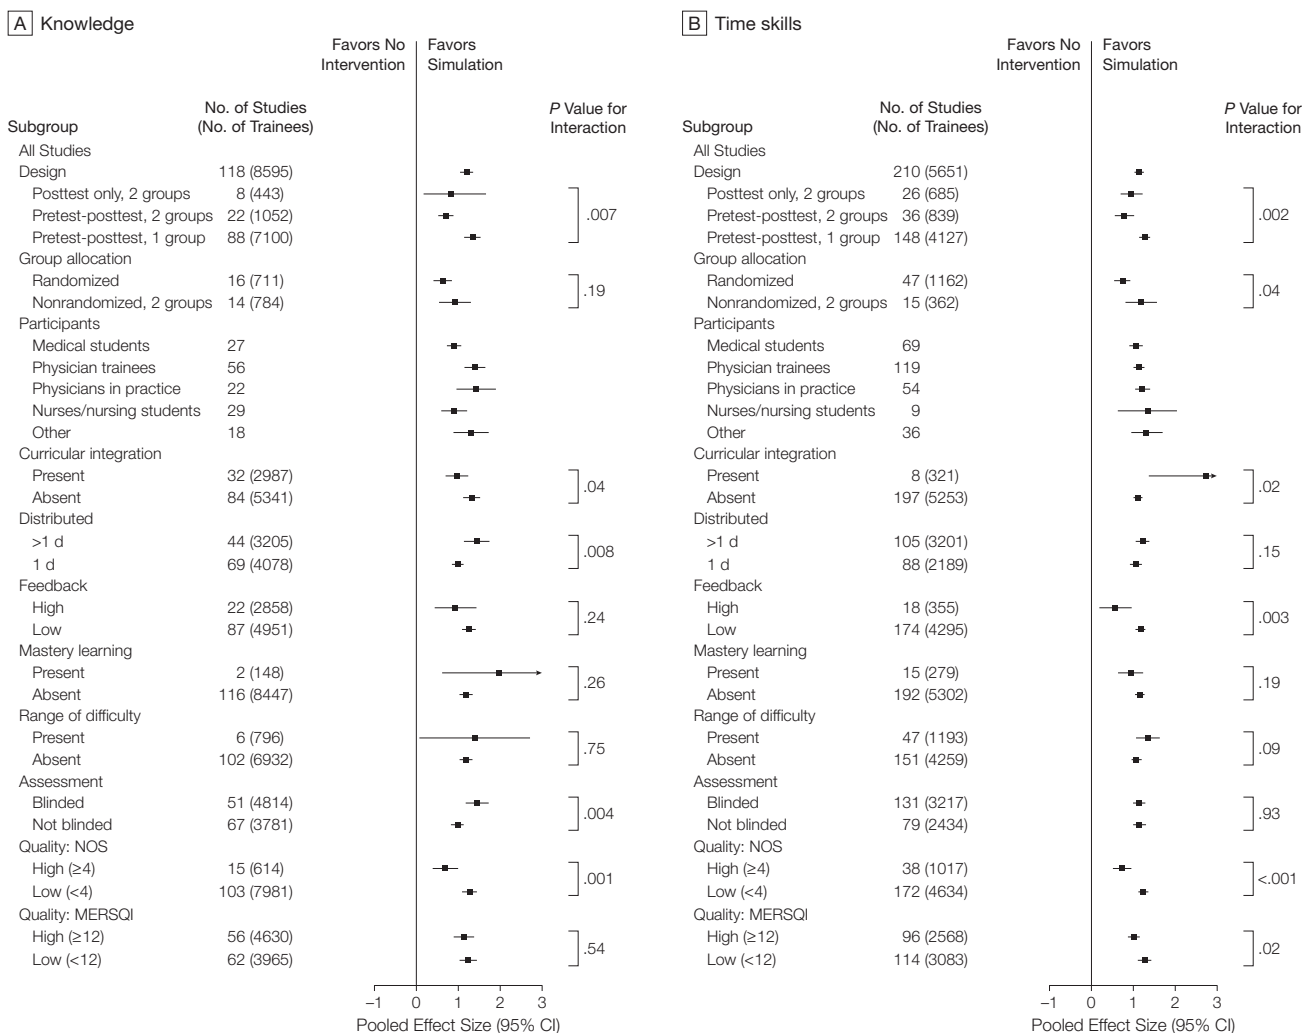 A Knowledge
Favors No Intervention
Favors Simulation
Subgroup
No. of Studies (No. of Trainees)
P Value for Interaction
All Studies
Design 118 (8595)
Posttest only, 2 groups 8 (443)
Pretest-posttest, 2 groups 22 (1052) .007
Pretest-posttest, 1 group 88 (7100)
Group allocation
Randomized 16 (711)
.19
Nonrandomized, 2 groups 14 (784)
Participants
Medical students 27
Physician trainees 56
Physicians in practice 22
Nurses/nursing students 29
Other 18
Curricular integration
Present 32 (2987)
.04
Absent 84 (5341)
Distributed
>1 d 44 (3205)
.008
1 d 69 (4078)
Feedback
High 22 (2858)
.24
Low 87 (4951)
Mastery learning
Present 2 (148)
.26
Absent 116 (8447)
Range of difficulty
Present 6 (796)
.75
Absent 102 (6932)
Assessment
Blinded 51 (4814)
.004
Not blinded 67 (3781)
Quality: NOS
High (≥4) 15 (614)
.001
Low (<4) 103 (7981)
Quality: MERSQI
High (≥12) 56 (4630)
.54
Low (<12) 62 (3965)
−1 0 1 2 3
Pooled Effect Size (95% CI)
B Time skills
Favors No Intervention
Favors Simulation
Subgroup
No. of Studies (No. of Trainees)
P Value for Interaction
All Studies
Design 210 (5651)
Posttest only, 2 groups 26 (685)
Pretest-posttest, 2 groups 36 (839) .002
Pretest-posttest, 1 group 148 (4127)
Group allocation
Randomized 47 (1162)
.04
Nonrandomized, 2 groups 15 (362)
Participants
Medical students 69
Physician trainees 119
Physicians in practice 54
Nurses/nursing students 9
Other 36
Curricular integration
Present 8 (321)
.02
Absent 197 (5253)
Distributed
>1 d 105 (3201)
.15
1 d 88 (2189)
Feedback
High 18 (355)
.003
Low 174 (4295)
Mastery learning
Present 15 (279)
.19
Absent 192 (5302)
Range of difficulty
Present 47 (1193)
.09
Absent 151 (4259)
Assessment
Blinded 131 (3217)
.93
Not blinded 79 (2434)
Quality: NOS
High (≥4) 38 (1017)
<.001
Low (<4) 172 (4634)
Quality: MERSQI
High (≥12) 96 (2568)
.02
Low (<12) 114 (3083)
−1 0 1 2 3
Pooled Effect Size (95% CI)